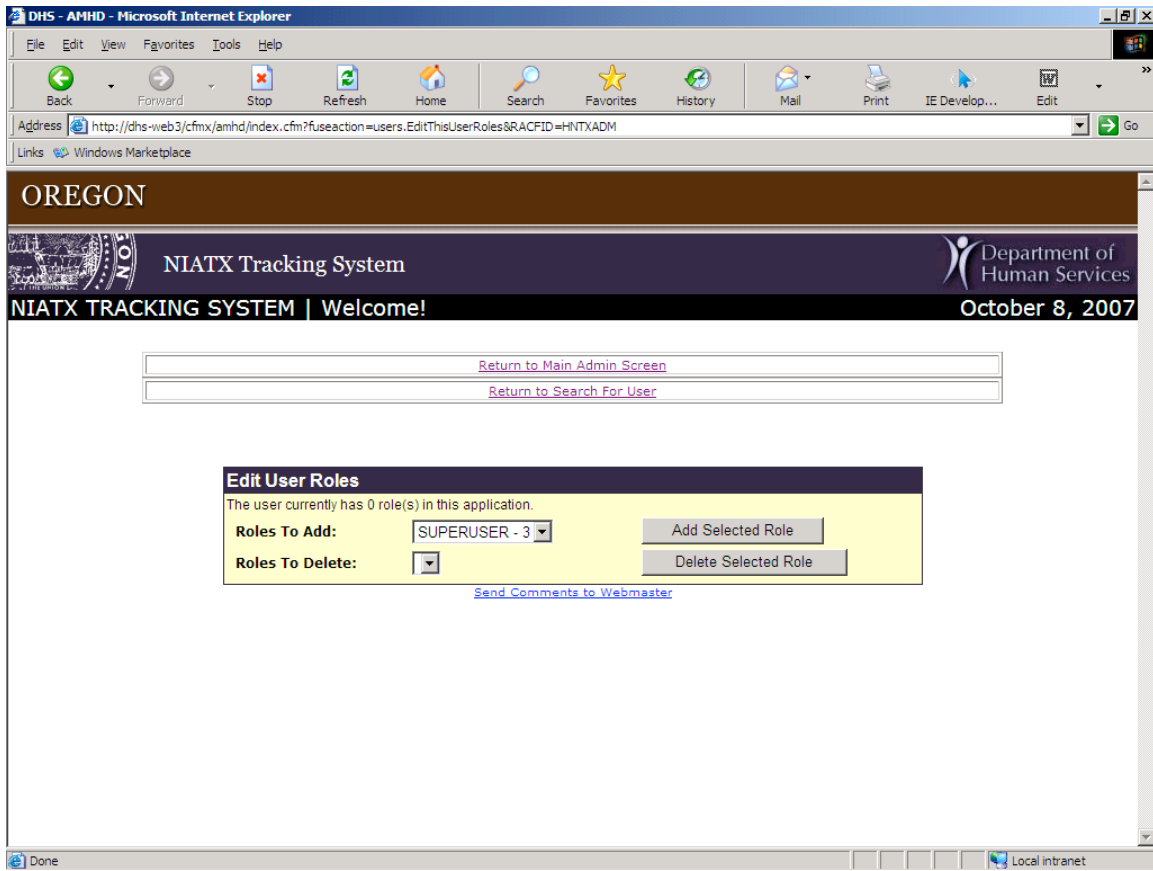 DHS - AMHD - Microsoft Internet Explorer
File Edit View Favorites Tools Help
Back Forward Stop Refresh Home Search Favorites History Mail Print IE Develop... Edit
Address http://dhs-web3/cfmx/amhd/index.cfm?fuseaction=users.EditThisUserRoles&RACFID=HNTXADM Go
Links Windows Marketplace
OREGON
NIATX Tracking System
Department of
Human Services
NIATX TRACKING SYSTEM | Welcome! October 8, 2007
Return to Main Admin Screen
Return to Search For User
Edit User Roles
The user currently has 0 role(s) in this application.
Roles To Add: SUPERUSER - 3 Add Selected Role
Roles To Delete: Delete Selected Role
Send Comments to Webmaster
Done Local intranet